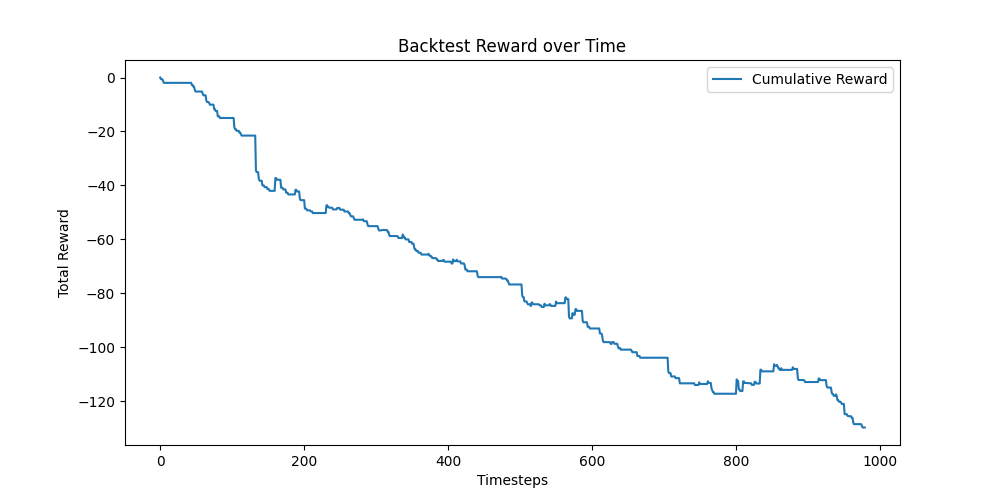 Backtest Reward over Time
Cumulative Reward
Total Reward
0
−20
−40
−60
−80
−100
−120
0 200 400 600 800 1000
Timesteps